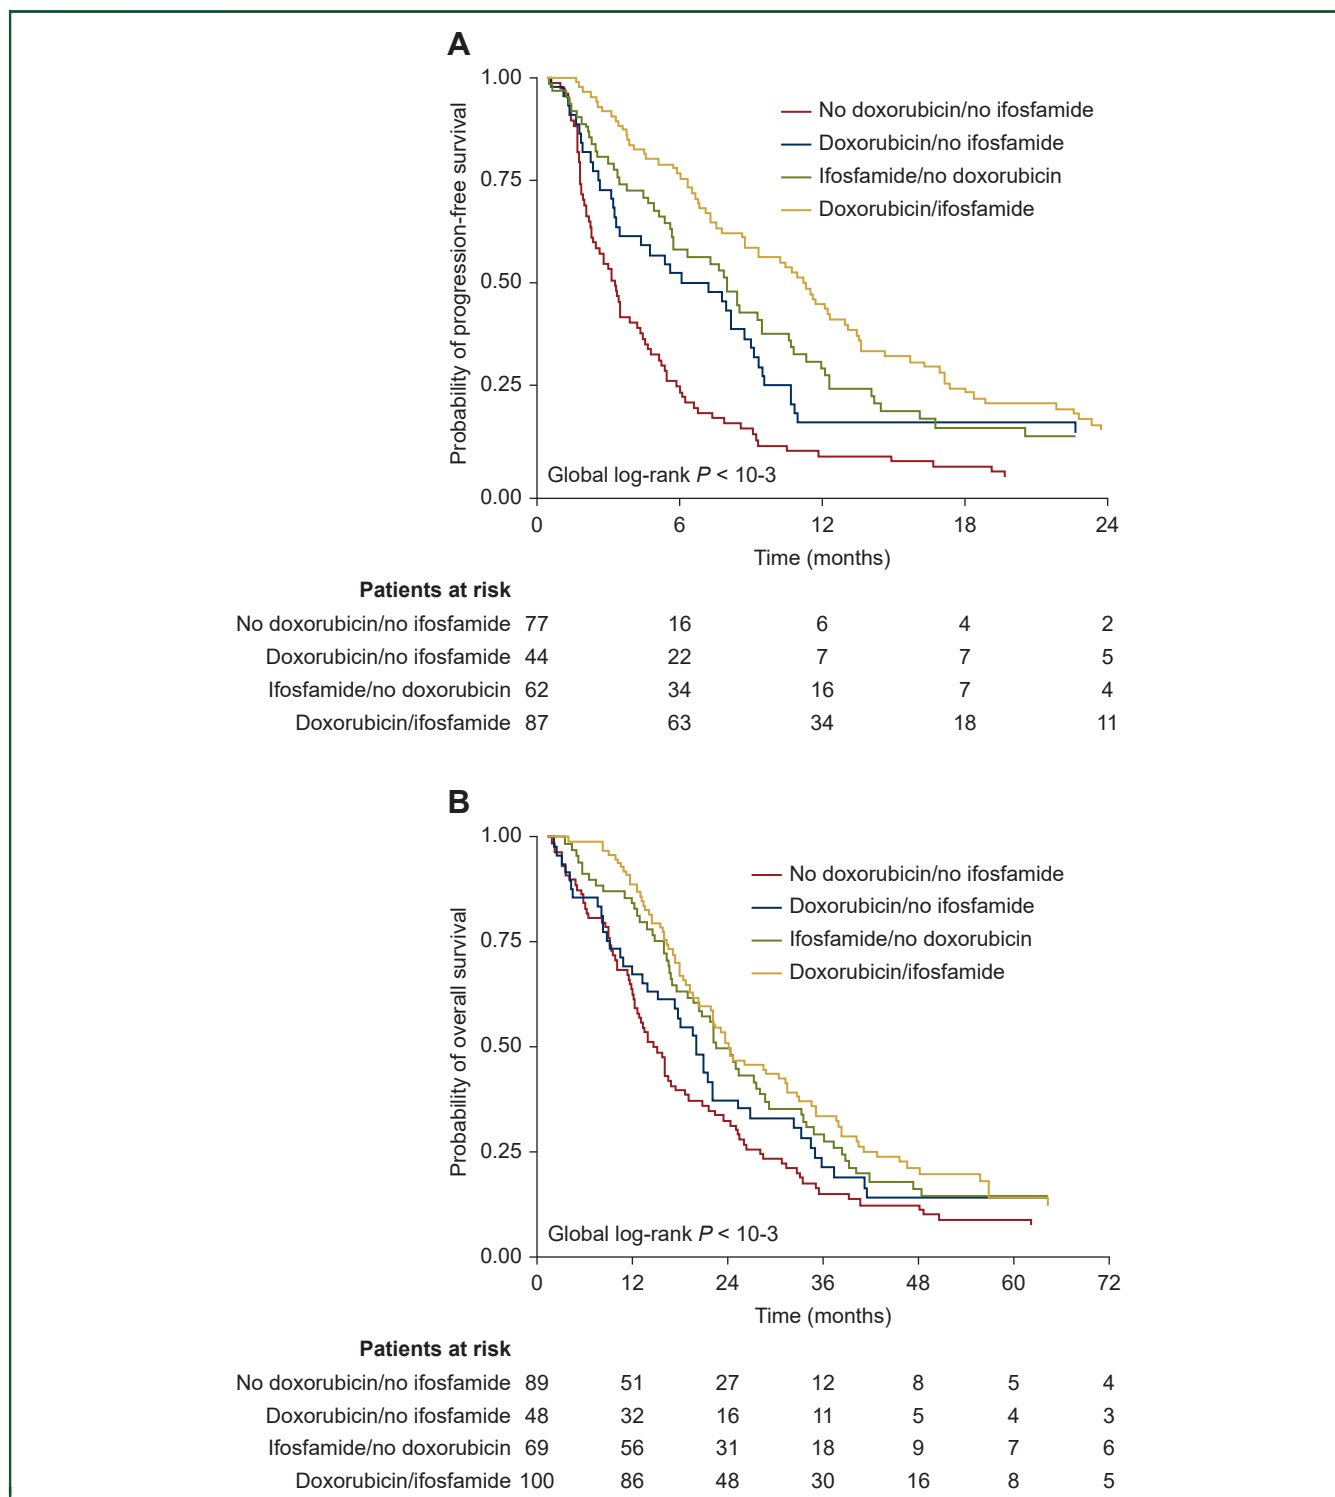 A
1.00
0.75
0.50
0.25
0.00
Probability of progression-free survival
No doxorubicin/no ifosfamide
Doxorubicin/no ifosfamide
Ifosfamide/no doxorubicin
Doxorubicin/ifosfamide
Global log-rank P < 10-3
0 6 12 18 24
Time (months)
Patients at risk
No doxorubicin/no ifosfamide 77 16 6 4 2
Doxorubicin/no ifosfamide 44 22 7 7 5
Ifosfamide/no doxorubicin 62 34 16 7 4
Doxorubicin/ifosfamide 87 63 34 18 11
B
1.00
0.75
0.50
0.25
0.00
Probability of overall survival
No doxorubicin/no ifosfamide
Doxorubicin/no ifosfamide
Ifosfamide/no doxorubicin
Doxorubicin/ifosfamide
Global log-rank P < 10-3
0 12 24 36 48 60 72
Time (months)
Patients at risk
No doxorubicin/no ifosfamide 89 51 27 12 8 5 4
Doxorubicin/no ifosfamide 48 32 16 11 5 4 3
Ifosfamide/no doxorubicin 69 56 31 18 9 7 6
Doxorubicin/ifosfamide 100 86 48 30 16 8 5